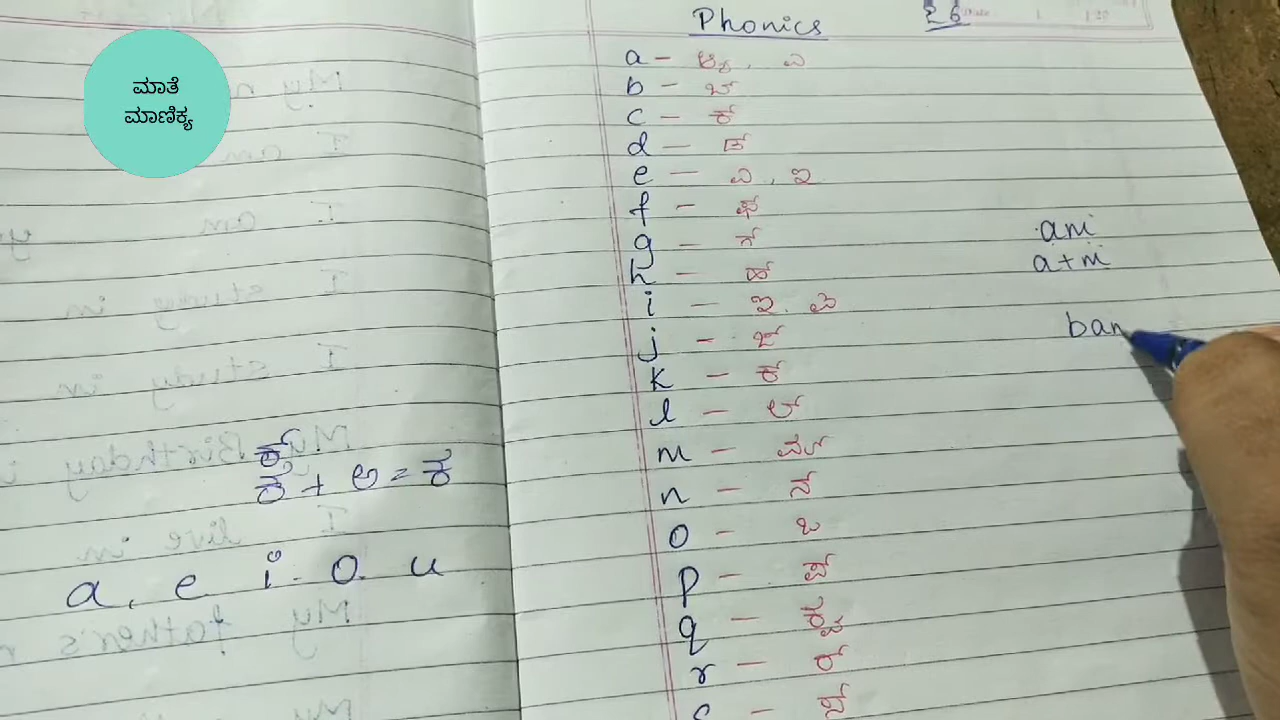 ಮಾತೆ
ಮಾಣಿಕ್ಯ
ಕ್
ಕ್ + ಅ = ಕ
a, e i. o. u
Phonics
a – ಆ್ಯ, ಎ
b – ಬ್
c – ಕ್
d – ಡ್
e – ಎ, ಇ
f – ಫ್
g – ಗ್
h – ಹ್
i – ಇ, ಐ
j – ಜ್
k – ಕ್
l – ಲ್
m – ಮ್
n – ನ್
o – ಒ
p – ಪ್
q – ಕ್ವ
r – ರ್
s – ಸ್
am
a+m
ban